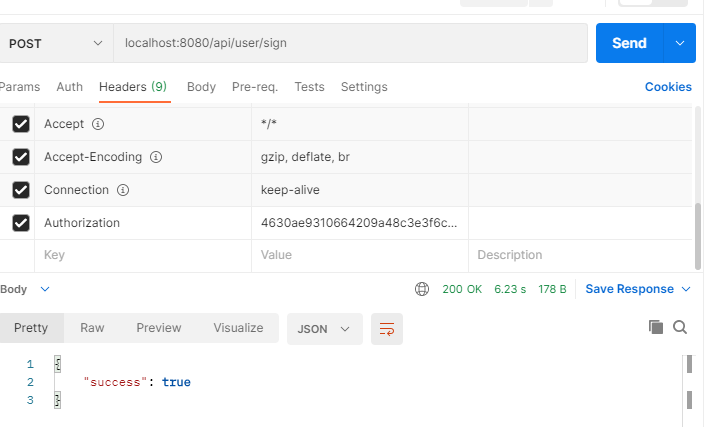 POST localhost:8080/api/user/sign Send
Params Auth Headers (9) Body Pre-req. Tests Settings Cookies
Accept */*
Accept-Encoding gzip, deflate, br
Connection keep-alive
Authorization 4630ae9310664209a48c3e3f6c...
Key Value Description
Body 200 OK 6.23 s 178 B Save Response
Pretty Raw Preview Visualize JSON
1 {
2 "success": true
3 }